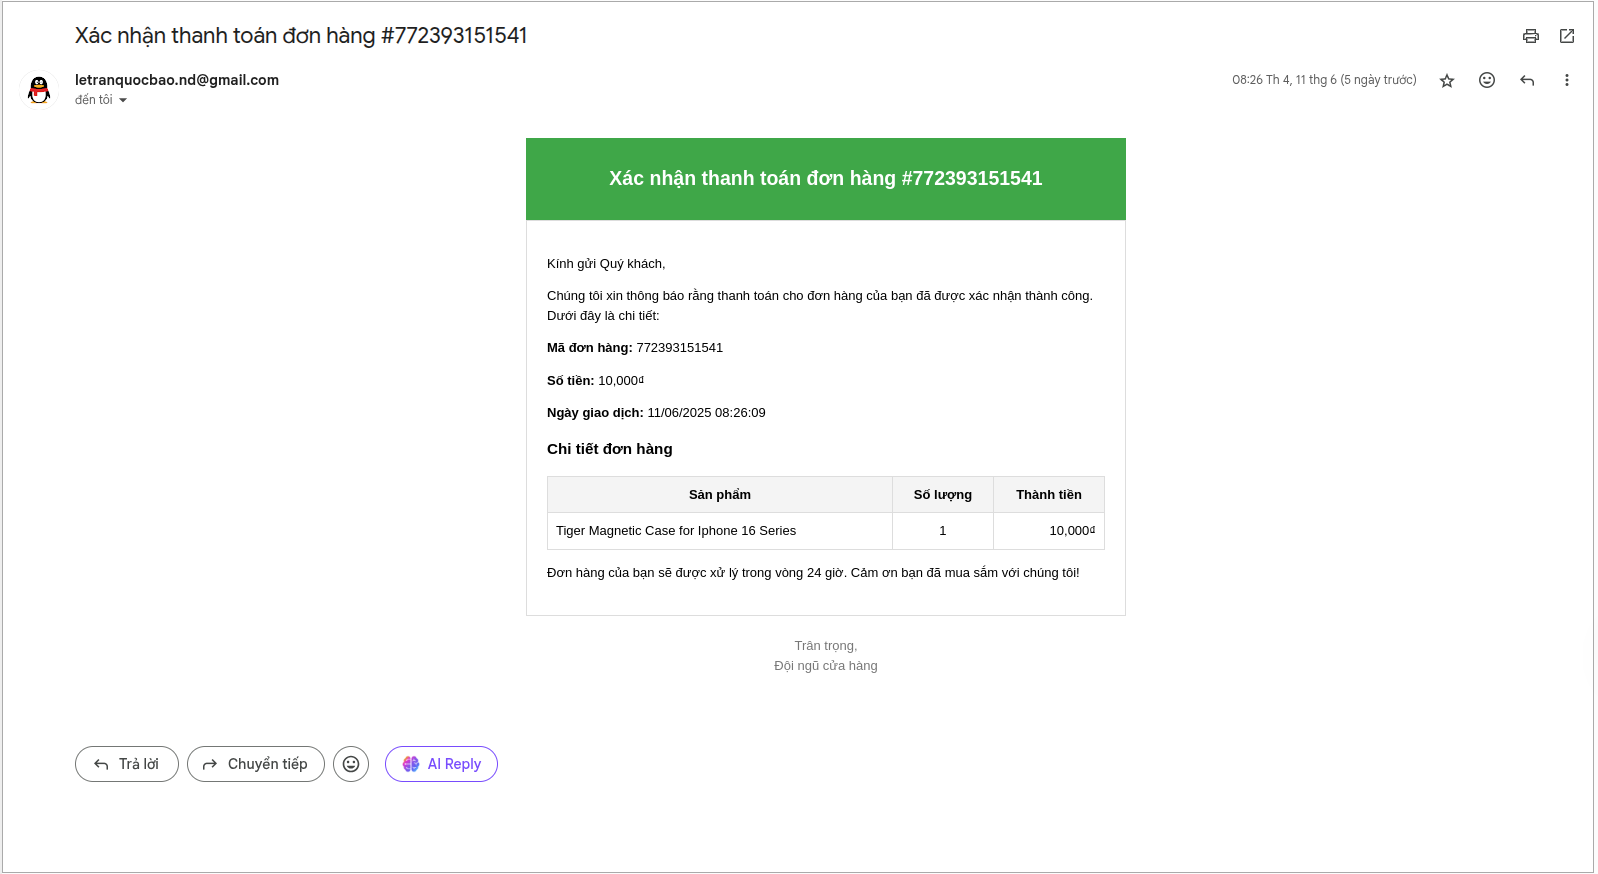 Xác nhận thanh toán đơn hàng #772393151541
letranquocbao.nd@gmail.com
08:26 Th 4, 11 thg 6 (5 ngày trước)
đến tôi
Xác nhận thanh toán đơn hàng #772393151541
Kính gửi Quý khách,
Chúng tôi xin thông báo rằng thanh toán cho đơn hàng của bạn đã được xác nhận thành công.
Dưới đây là chi tiết:
Mã đơn hàng: 772393151541
Số tiền: 10,000₫
Ngày giao dịch: 11/06/2025 08:26:09
Chi tiết đơn hàng
Sản phẩm Số lượng Thành tiền
Tiger Magnetic Case for Iphone 16 Series 1 10,000₫
Đơn hàng của bạn sẽ được xử lý trong vòng 24 giờ. Cảm ơn bạn đã mua sắm với chúng tôi!
Trân trọng,
Đội ngũ cửa hàng
Trả lời Chuyển tiếp AI Reply